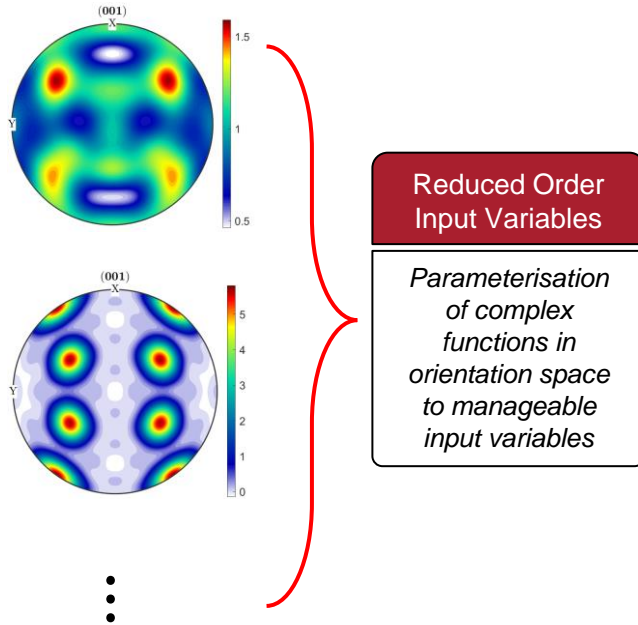 (001)
X
Y
1.5
1
0.5
(001)
X
Y
5
4
3
2
1
0
Reduced Order
Input Variables
Parameterisation
of complex
functions in
orientation space
to manageable
input variables